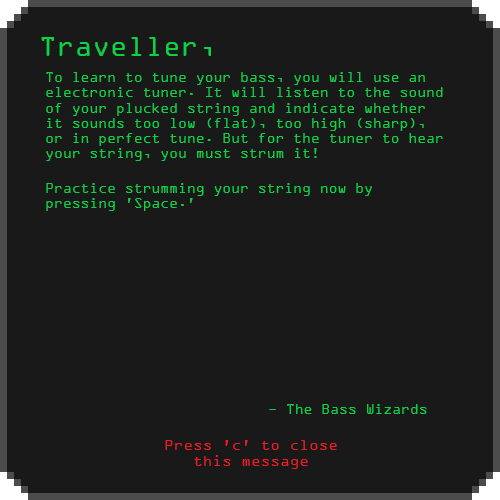 Traveller,
To learn to tune your bass, you will use an
electronic tuner. It will listen to the sound
of your plucked string and indicate whether
it sounds too low (flat), too high (sharp),
or in perfect tune. But for the tuner to hear
your string, you must strum it!
Practice strumming your string now by
pressing 'Space.'
- The Bass Wizards
Press 'c' to close
this message